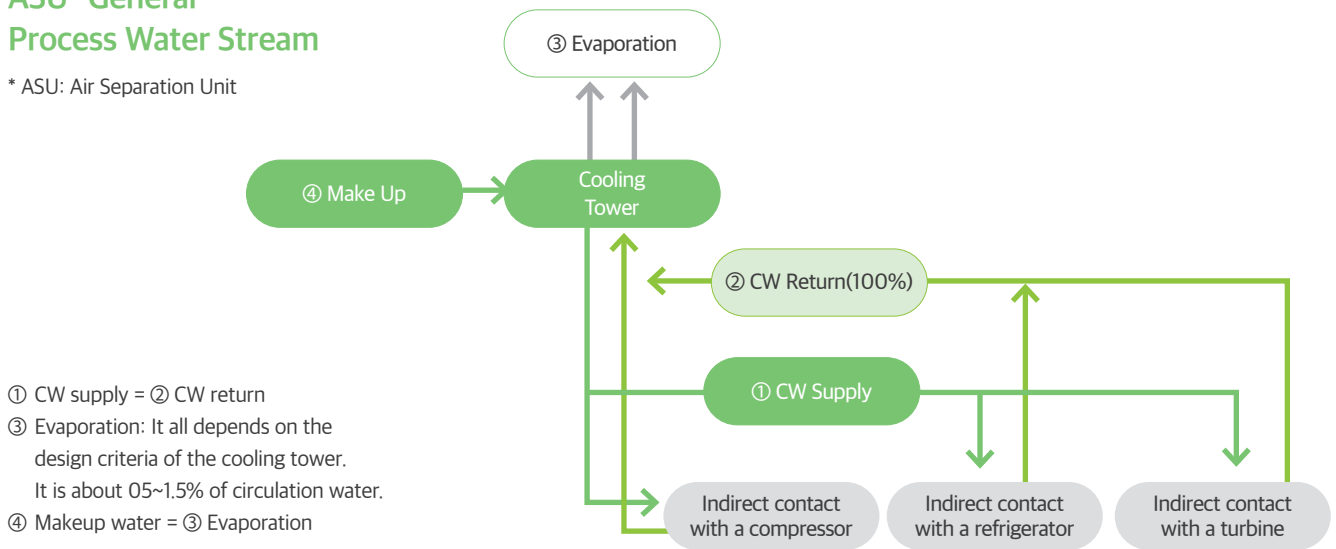 ASU* General
Process Water Stream
* ASU: Air Separation Unit
③ Evaporation
④ Make Up
Cooling
Tower
② CW Return(100%)
① CW Supply
① CW supply = ② CW return
③ Evaporation: It all depends on the
design criteria of the cooling tower.
It is about 05~1.5% of circulation water.
④ Makeup water = ③ Evaporation
Indirect contact
with a compressor
Indirect contact
with a refrigerator
Indirect contact
with a turbine